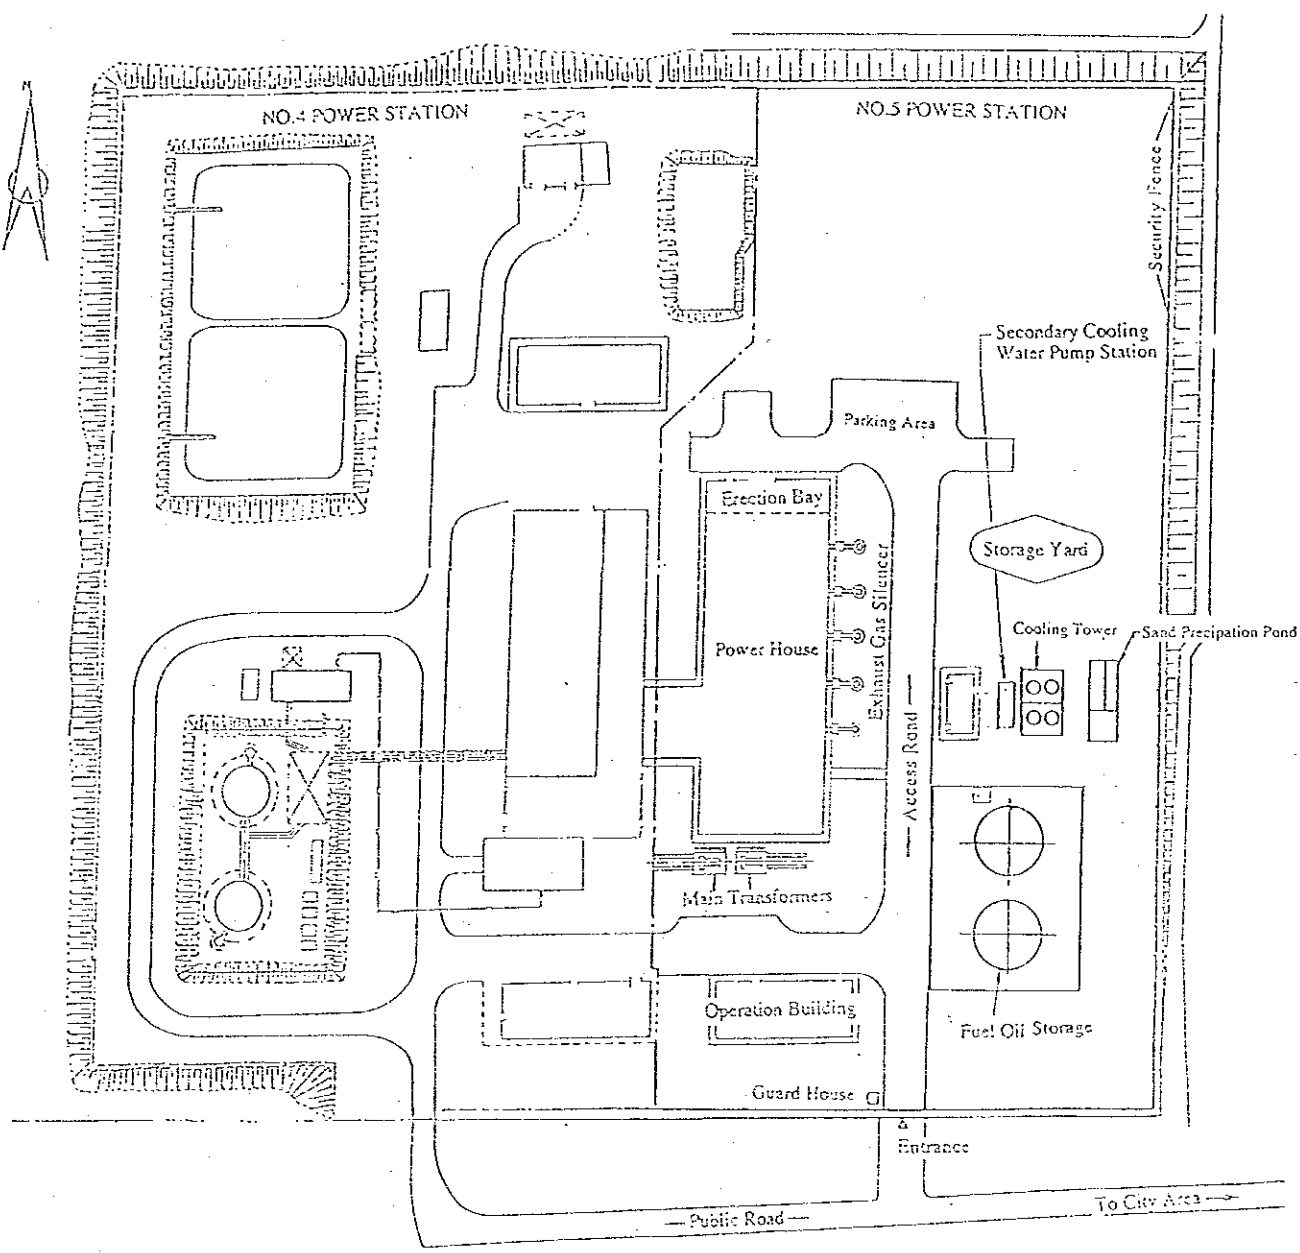 N
NO.4 POWER STATION
NO.5 POWER STATION
Security Fence
Secondary Cooling
Water Pump Station
Parking Area
Erection Bay
Storage Yard
Exhaust Gas Silencer
Cooling Tower
Sand Precipation Pond
Power House
Access Road
Main Transformers
Operation Building
Fuel Oil Storage
Guard House
Entrance
To City Area
Public Road